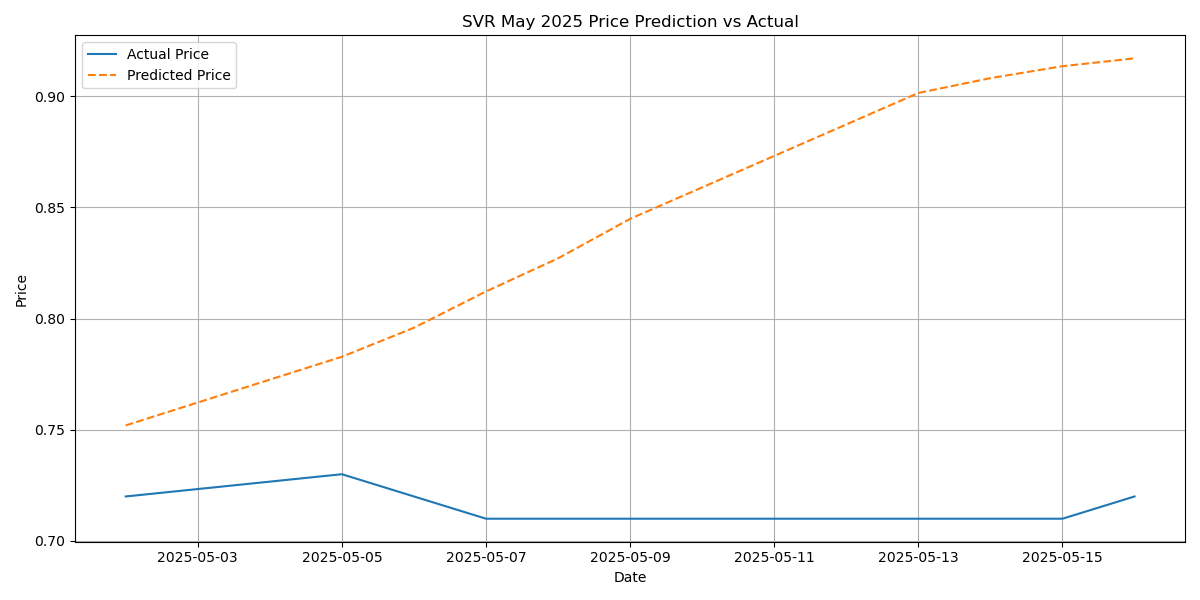 SVR May 2025 Price Prediction vs Actual
Actual Price
Predicted Price
Price
0.90
0.85
0.80
0.75
0.70
2025-05-03 2025-05-05 2025-05-07 2025-05-09 2025-05-11 2025-05-13 2025-05-15
Date